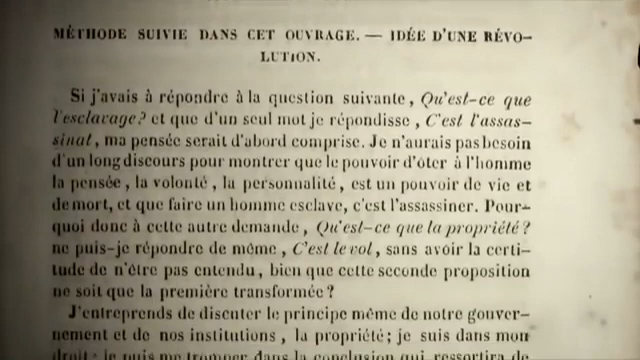 MÉTHODE SUIVIE DANS CET OUVRAGE. — IDÉE D'UNE RÉVO-
LUTION.
Si j'avais à répondre à la question suivante, Qu'est-ce que
l'esclavage? et que d'un seul mot je répondisse, C'est l'assas-
sinat, ma pensée serait d'abord comprise. Je n'aurais pas besoin
d'un long discours pour montrer que le pouvoir d'ôter à l'homme
la pensée, la volonté, la personnalité, est un pouvoir de vie et
de mort, et que faire un homme esclave, c'est l'assassiner. Pour-
quoi donc à cette autre demande, Qu'est-ce que la propriété?
ne puis-je répondre de même, C'est le vol, sans avoir la certi-
tude de n'être pas entendu, bien que cette seconde proposition
ne soit que la première transformée?
J'entreprends de discuter le principe même de notre gouver-
nement et de nos institutions, la propriété; je suis dans mon
droit: je puis me tromper dans la conclusion qui ressortira de